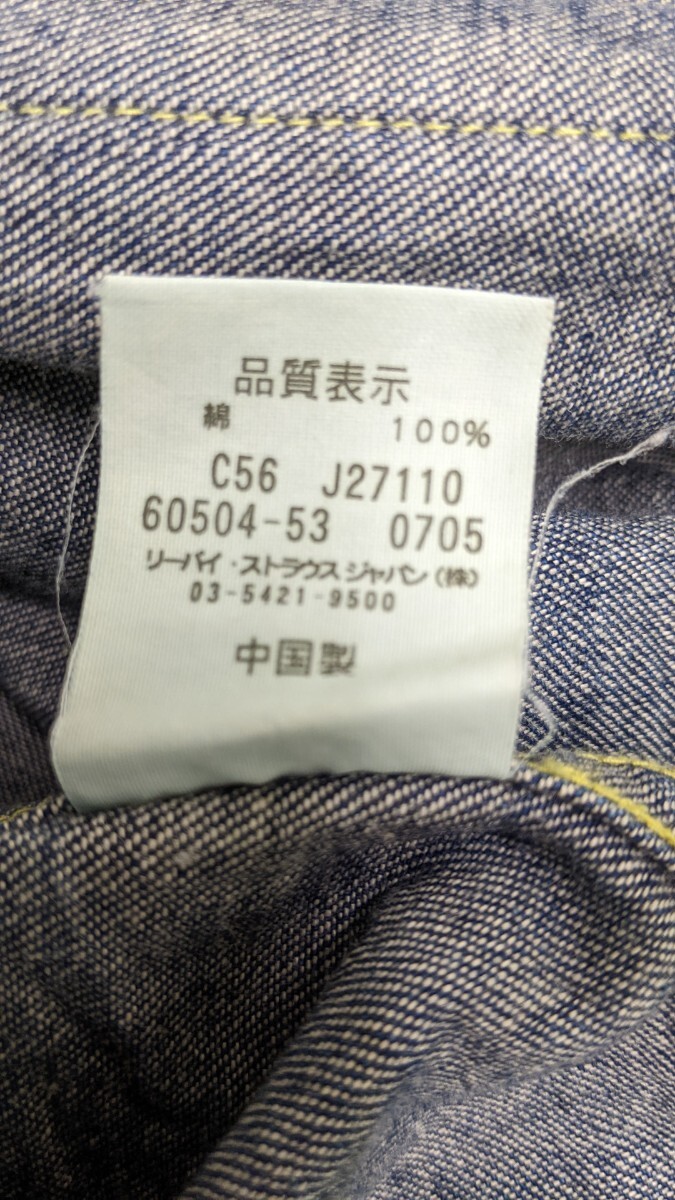 品質表示
綿 100%
C56 J27110
60504-53 0705
リーバイ・ストラウスジャパン(株)
03-5421-9500
中国製